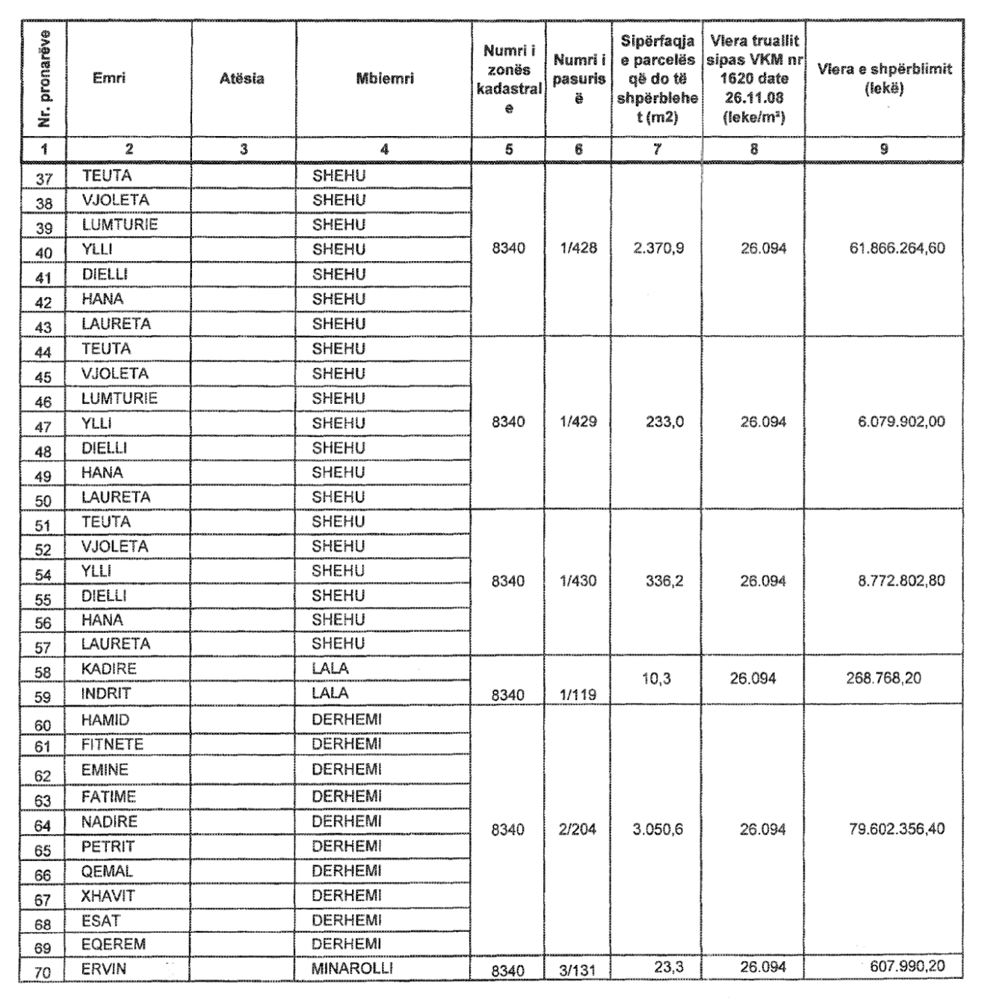 Nr. pronarëve Emri Atësia Mbiemri Numri i zonës kadastrale Numri i pasurisë Sipërfaqja e parcelës që do të shpërblehet (m2) Vlera truallit sipas VKM nr 1620 date 26.11.08 (leke/m²) Vlera e shpërblimit (lekë)
1 2 3 4 5 6 7 8 9
37 TEUTA SHEHU
38 VJOLETA SHEHU
39 LUMTURIE SHEHU
40 YLLI SHEHU 8340 1/428 2.370,9 26.094 61.866.264,60
41 DIELLI SHEHU
42 HANA SHEHU
43 LAURETA SHEHU
44 TEUTA SHEHU
45 VJOLETA SHEHU
46 LUMTURIE SHEHU
47 YLLI SHEHU 8340 1/429 233,0 26.094 6.079.902,00
48 DIELLI SHEHU
49 HANA SHEHU
50 LAURETA SHEHU
51 TEUTA SHEHU
52 VJOLETA SHEHU
54 YLLI SHEHU 8340 1/430 336,2 26.094 8.772.802,80
55 DIELLI SHEHU
56 HANA SHEHU
57 LAURETA SHEHU
58 KADIRE LALA 10,3 26.094 268.768,20
59 INDRIT LALA 8340 1/119
60 HAMID DERHEMI
61 FITNETE DERHEMI
62 EMINE DERHEMI
63 FATIME DERHEMI
64 NADIRE DERHEMI 8340 2/204 3.050,6 26.094 79.602.356,40
65 PETRIT DERHEMI
66 QEMAL DERHEMI
67 XHAVIT DERHEMI
68 ESAT DERHEMI
69 EQEREM DERHEMI
70 ERVIN MINAROLLI 8340 3/131 23,3 26.094 607.990,20